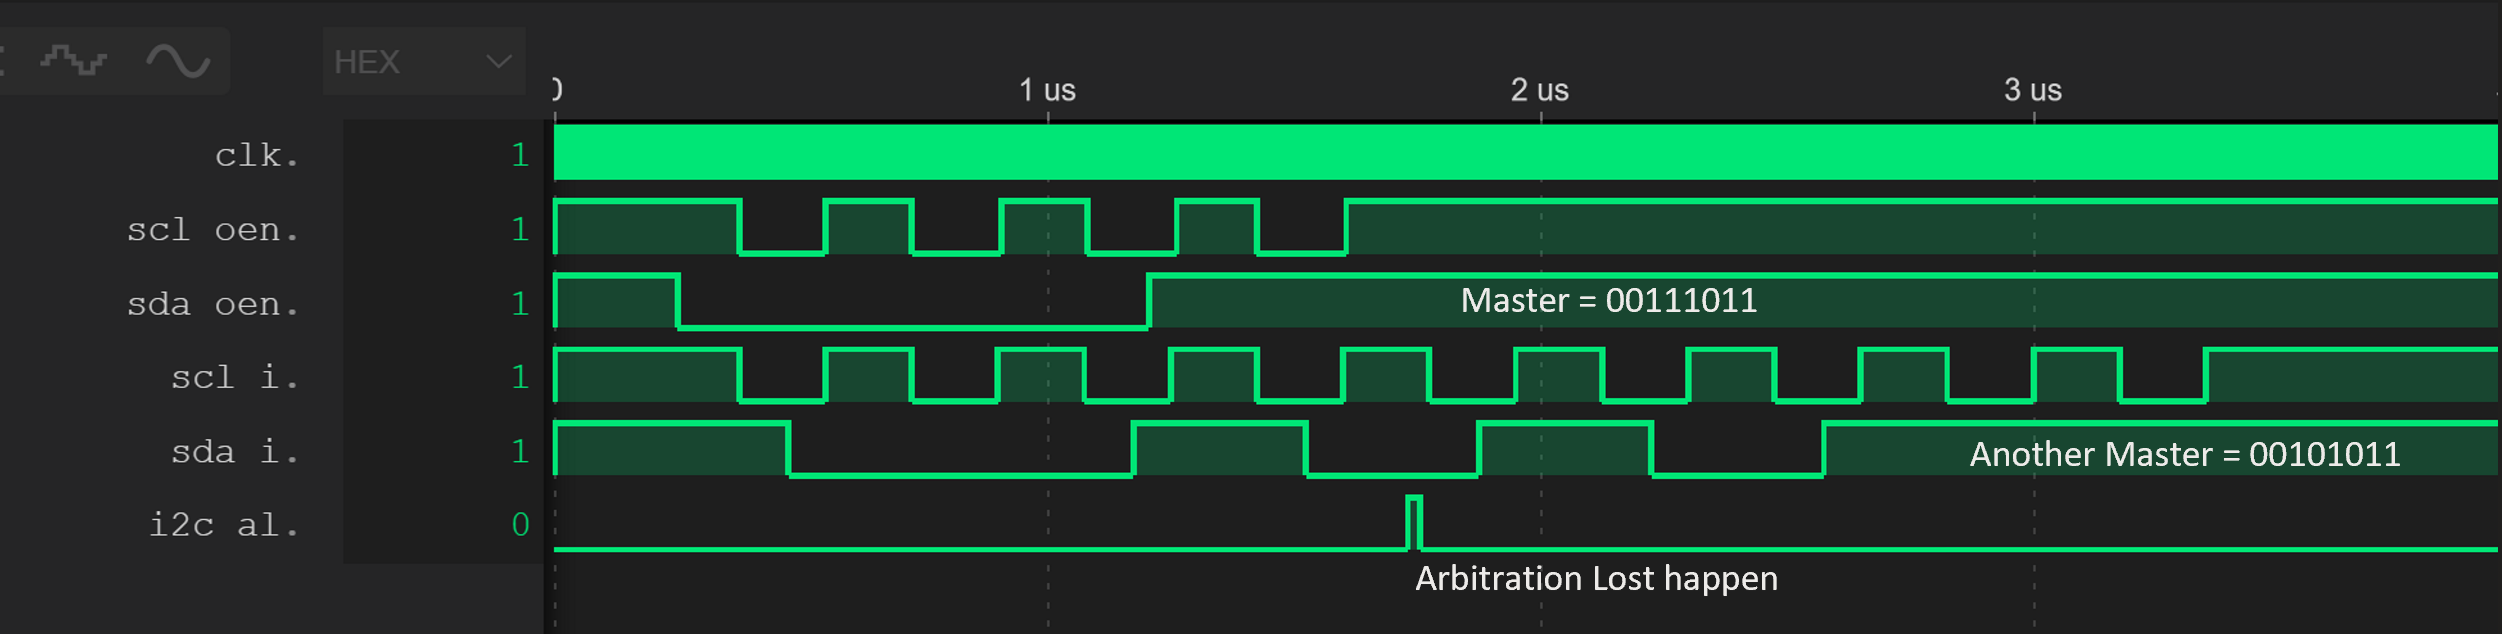 HEX
0
1 us
2 us
3 us
clk. 1
scl oen. 1
sda oen. 1
Master = 00111011
scl i. 1
sda i. 1
Another Master = 00101011
i2c al. 0
Arbitration Lost happen